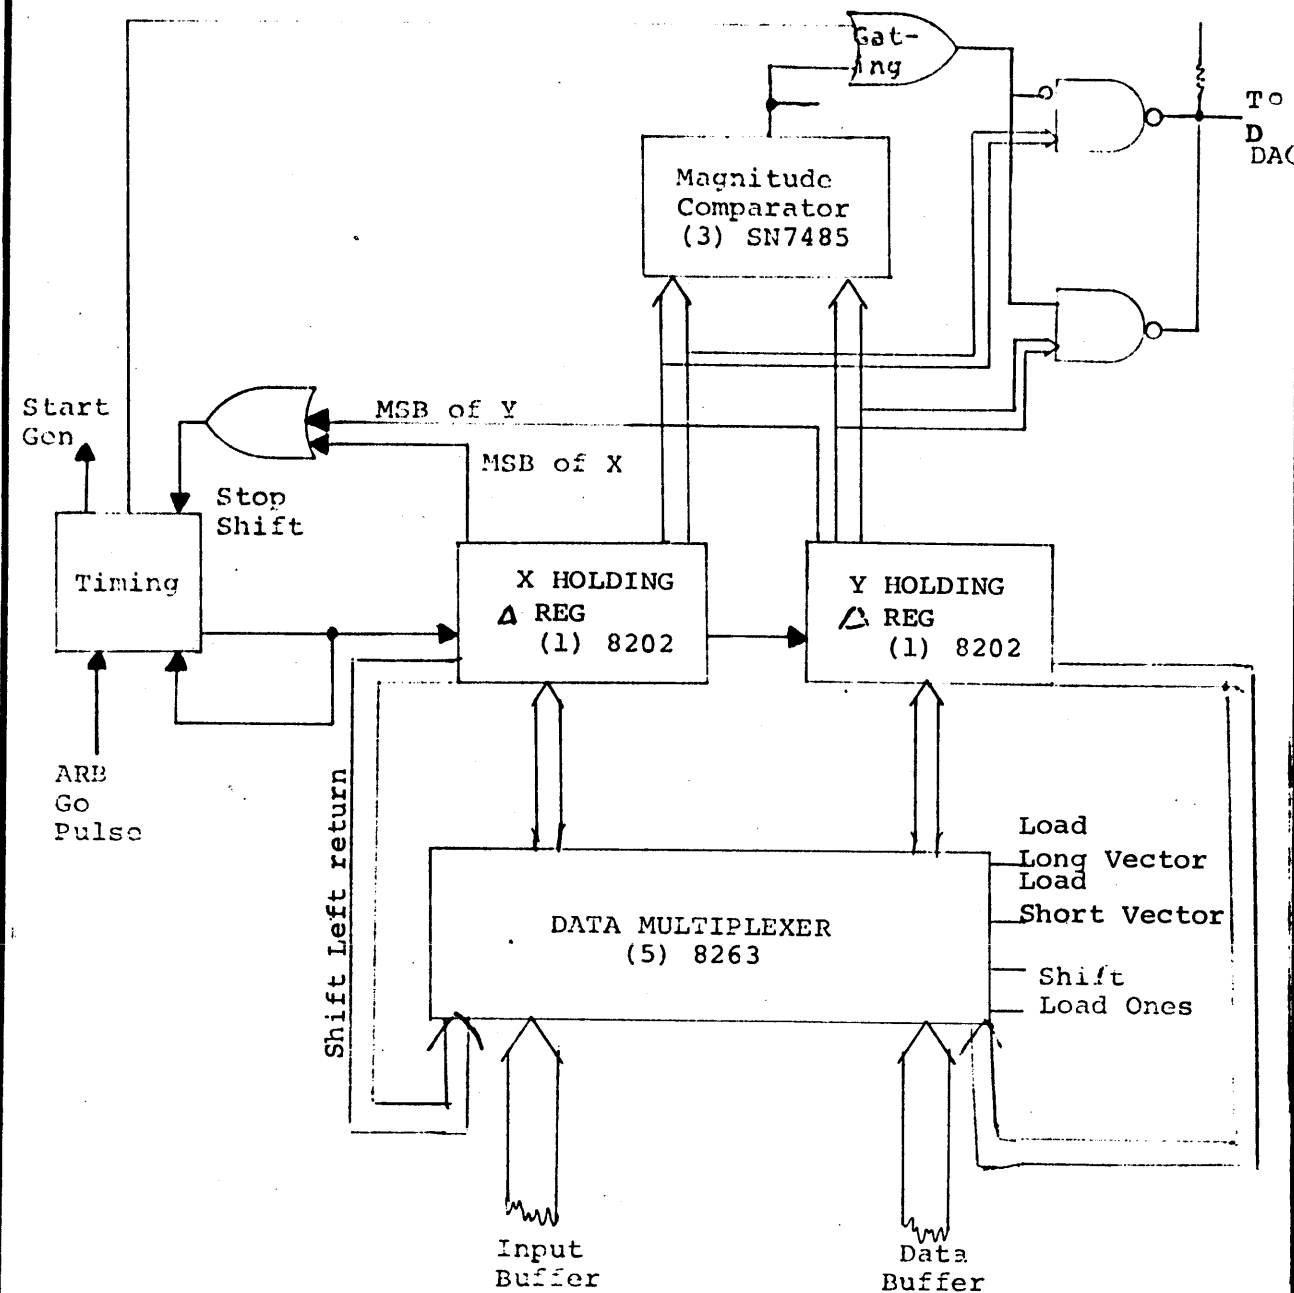 Gat-
ing
To
D
DAC
Magnitude
Comparator
(3) SN7485
Start
Gen
MSB of Y
MSB of X
Stop
Shift
Timing
X HOLDING
Δ REG
(1) 8202
Y HOLDING
Δ REG
(1) 8202
ARB
Go
Pulse
Shift Left return
Load
Long Vector
Load
Short Vector
DATA MULTIPLEXER
(5) 8263
Shift
Load Ones
Input
Buffer
Data
Buffer